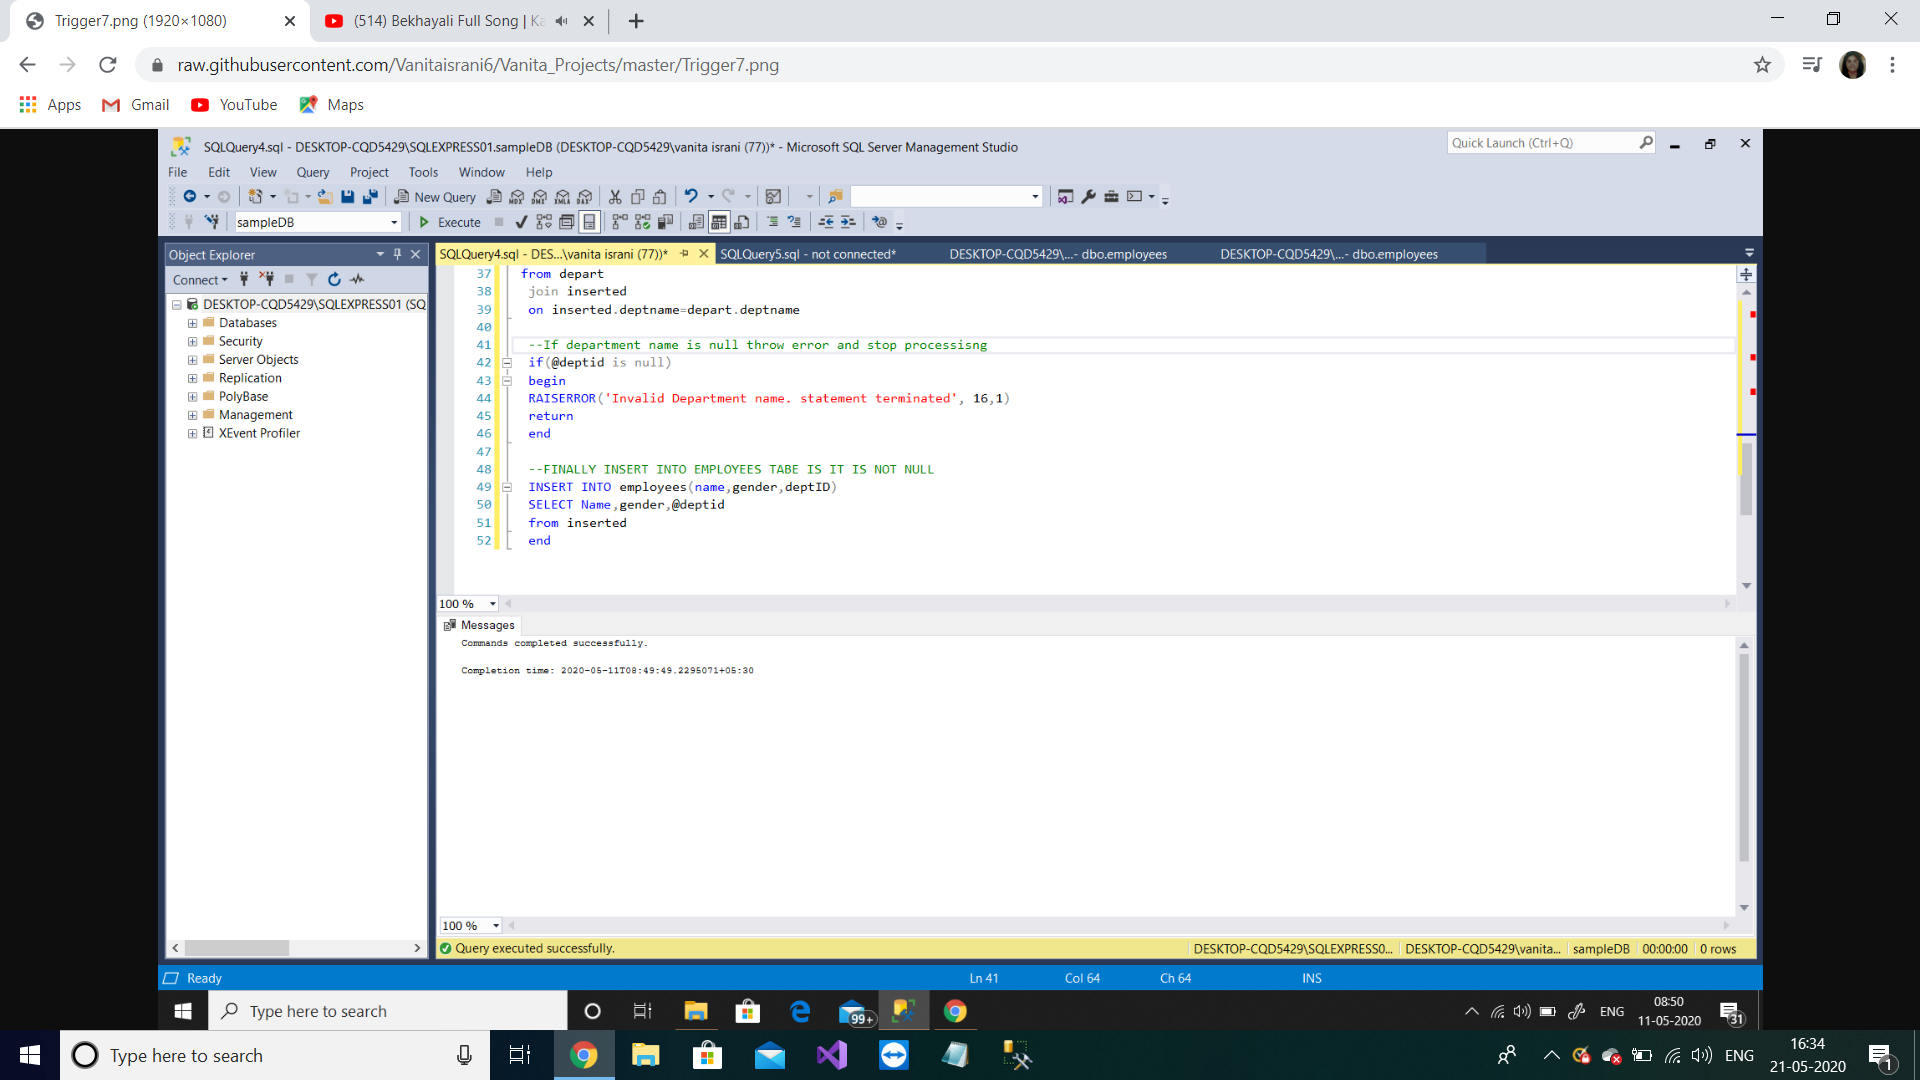 Trigger7.png (1920×1080)
(514) Bekhayali Full Song | Ka
raw.githubusercontent.com/Vanitaisrani6/Vanita_Projects/master/Trigger7.png
Apps Gmail YouTube Maps
SQLQuery4.sql - DESKTOP-CQD5429\SQLEXPRESS01.sampleDB (DESKTOP-CQD5429\vanita israni (77))* - Microsoft SQL Server Management Studio
Quick Launch (Ctrl+Q)
File Edit View Query Project Tools Window Help
New Query MDX DMX XMLA DAX
sampleDB Execute
Object Explorer
SQLQuery4.sql - DES...\vanita israni (77))* SQLQuery5.sql - not connected* DESKTOP-CQD5429\...- dbo.employees DESKTOP-CQD5429\...- dbo.employees
Connect
DESKTOP-CQD5429\SQLEXPRESS01 (SQ
Databases
Security
Server Objects
Replication
PolyBase
Management
XEvent Profiler
37 from depart
38 join inserted
39 on inserted.deptname=depart.deptname
40
41 --If department name is null throw error and stop processisng
42 if(@deptid is null)
43 begin
44 RAISERROR('Invalid Department name. statement terminated', 16,1)
45 return
46 end
47
48 --FINALLY INSERT INTO EMPLOYEES TABE IS IT IS NOT NULL
49 INSERT INTO employees(name,gender,deptID)
50 SELECT Name,gender,@deptid
51 from inserted
52 end
100 %
Messages
Commands completed successfully.
Completion time: 2020-05-11T08:49:49.2295071+05:30
100 %
Query executed successfully. DESKTOP-CQD5429\SQLEXPRESS0... DESKTOP-CQD5429\vanita... sampleDB 00:00:00 0 rows
Ready Ln 41 Col 64 Ch 64 INS
Type here to search 99+ ENG 08:50
11-05-2020 31
Type here to search ENG 16:34
21-05-2020 1